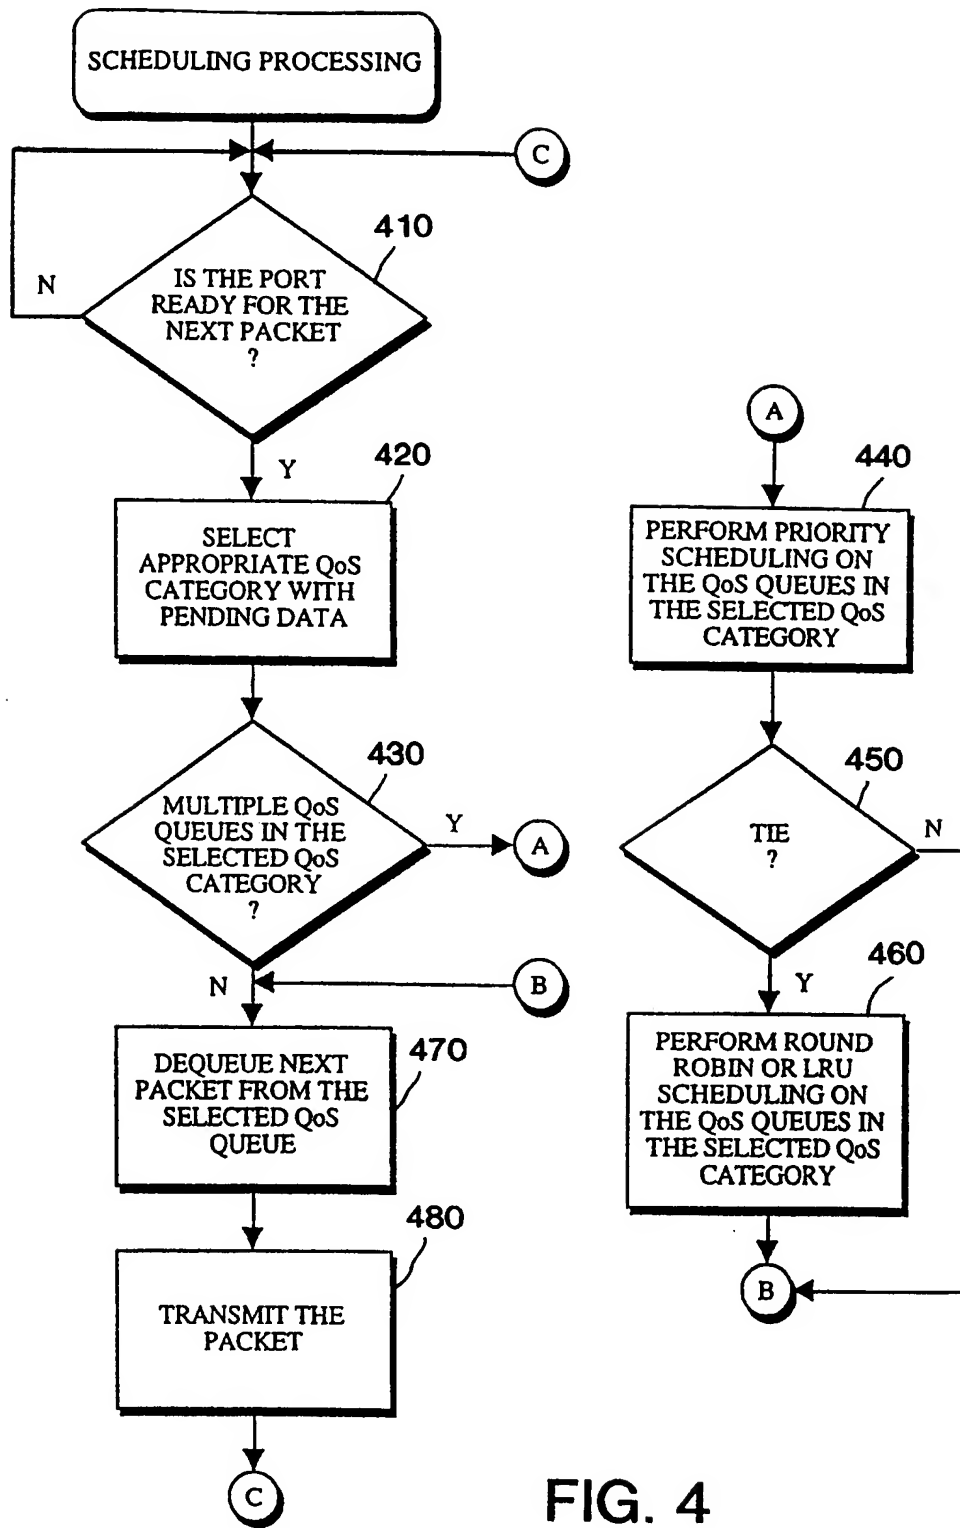 SCHEDULING PROCESSING
C
410
N
IS THE PORT
READY FOR THE
NEXT PACKET
?
Y
420
SELECT
APPROPRIATE QoS
CATEGORY WITH
PENDING DATA
430
MULTIPLE QoS
QUEUES IN THE
SELECTED QoS
CATEGORY
?
Y
A
N
B
470
DEQUEUE NEXT
PACKET FROM THE
SELECTED QoS
QUEUE
480
TRANSMIT THE
PACKET
C
A
440
PERFORM PRIORITY
SCHEDULING ON
THE QoS QUEUES IN
THE SELECTED QoS
CATEGORY
450
TIE
?
N
Y
460
PERFORM ROUND
ROBIN OR LRU
SCHEDULING ON
THE QoS QUEUES IN
THE SELECTED QoS
CATEGORY
B
FIG. 4